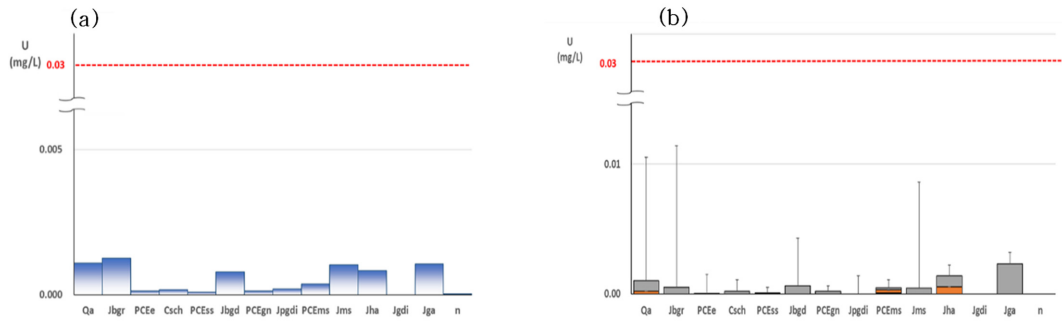 (a)
U
(mg/L)
0.03
0.005
0.000
Qa Jbgr PCEe Csch PCEss Jbgd PCEgn Jpgdi PCEms Jms Jha Jgdi Jga n
(b)
U
(mg/L)
0.03
0.01
0.00
Qa Jbgr PCEe Csch PCEss Jbgd PCEgn Jpgdi PCEms Jms Jha Jgdi Jga n